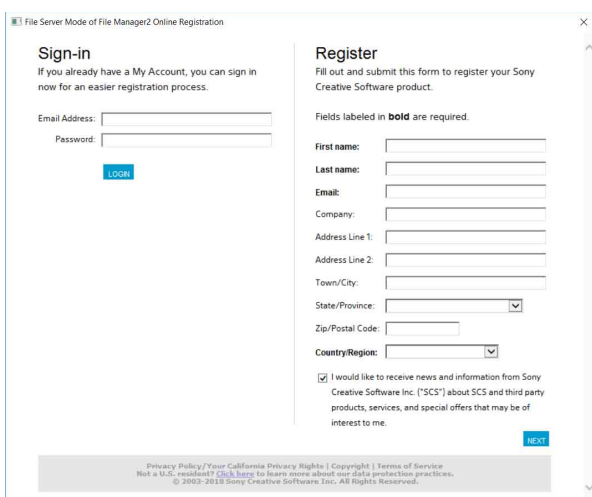 File Server Mode of File Manager2 Online Registration
Sign-in
If you already have a My Account, you can sign in
now for an easier registration process.
Email Address:
Password:
LOGIN
Register
Fill out and submit this form to register your Sony
Creative Software product.
Fields labeled in bold are required.
First name:
Last name:
Email:
Company:
Address Line 1:
Address Line 2:
Town/City:
State/Province:
Zip/Postal Code:
Country/Region:
I would like to receive news and information from Sony
Creative Software Inc. ("SCS") about SCS and third party
products, services, and special offers that may be of
interest to me.
NEXT
Privacy Policy/Your California Privacy Rights | Copyright | Terms of Service
Not a U.S. resident? Click here to learn more about our data protection practices.
© 2003-2018 Sony Creative Software Inc. All Rights Reserved.